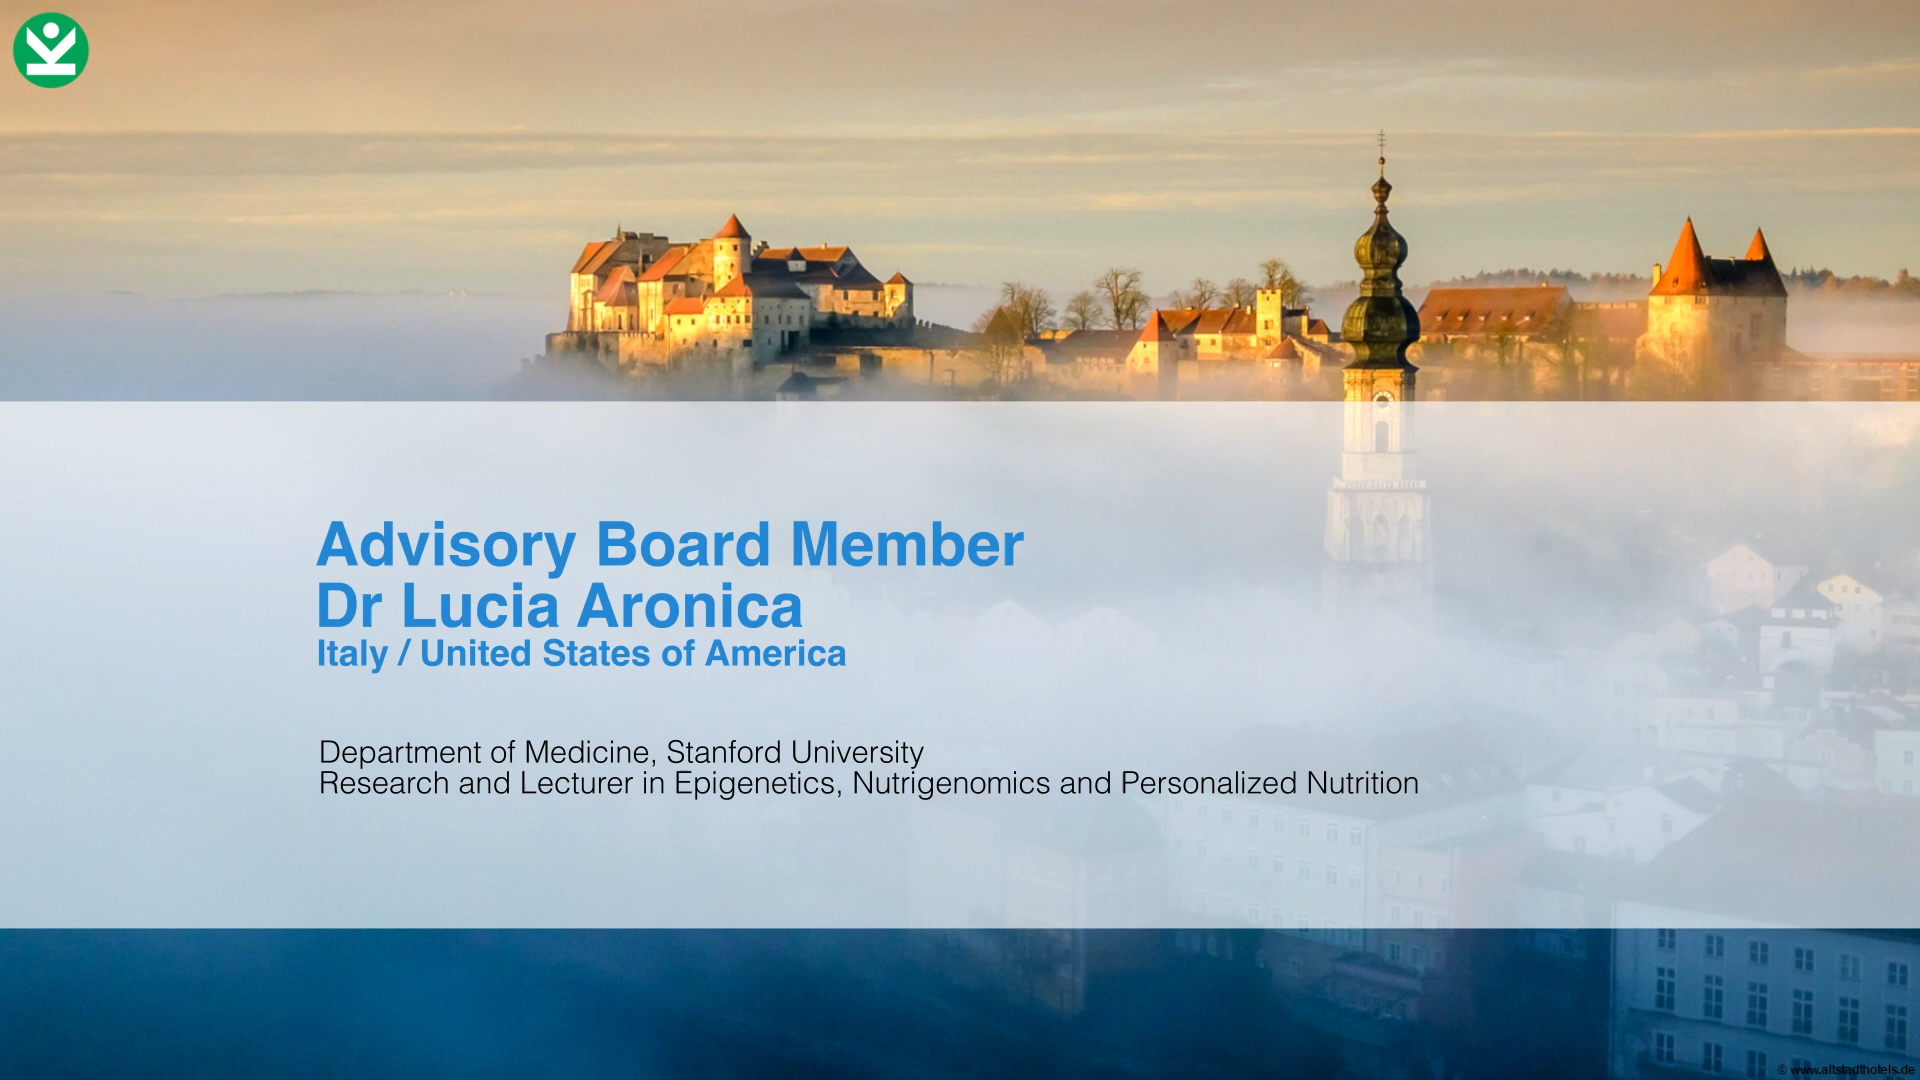 Advisory Board Member
Dr Lucia Aronica
Italy / United States of America
Department of Medicine, Stanford University
Research and Lecturer in Epigenetics, Nutrigenomics and Personalized Nutrition
© www.altstadthotels.de